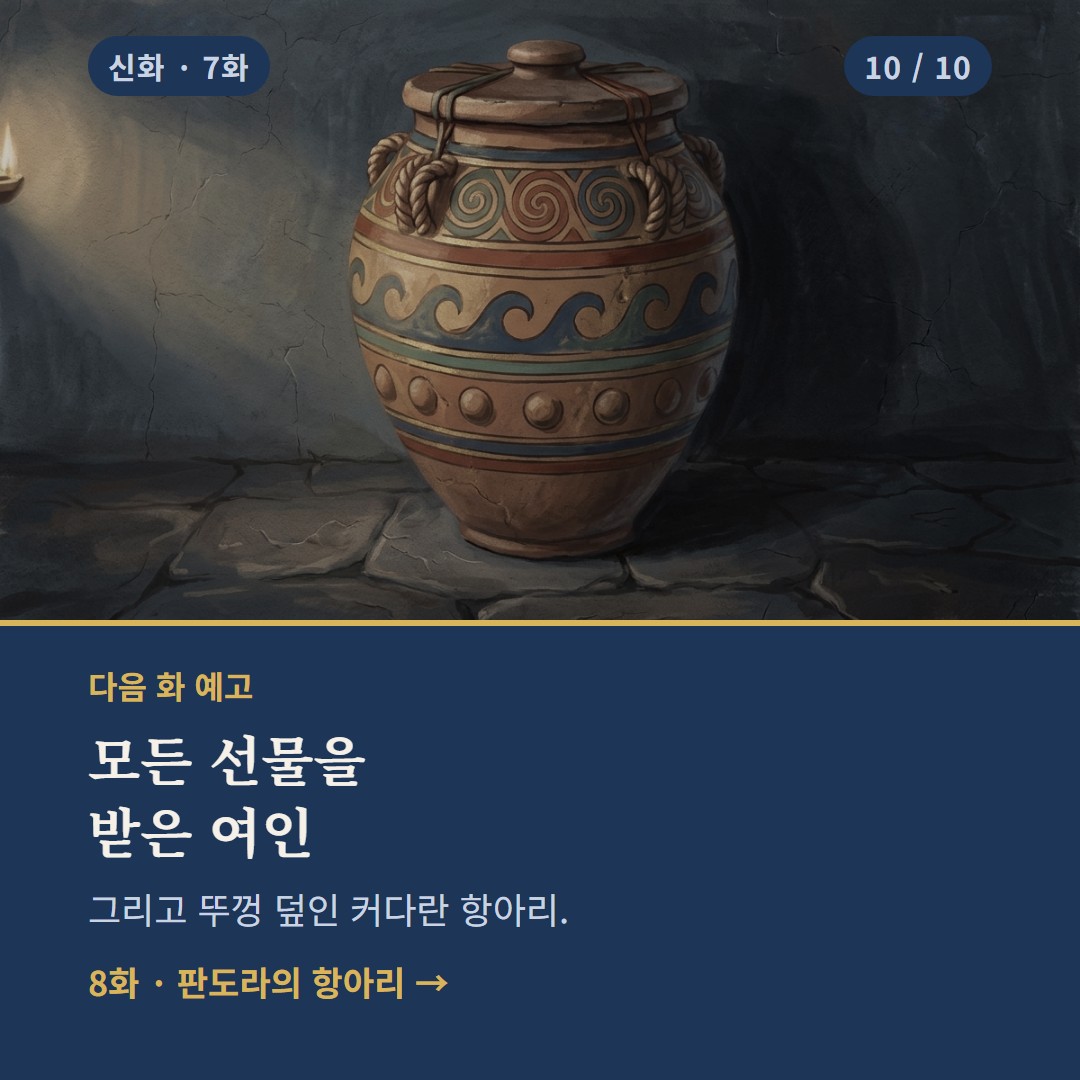 신화 · 7화
10 / 10
다음 화 예고
모든 선물을
받은 여인
그리고 뚜껑 덮인 커다란 항아리.
8화 · 판도라의 항아리 →